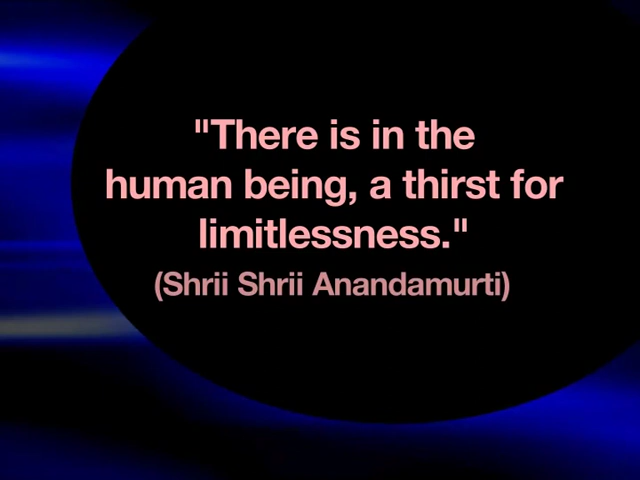 "There is in the
human being, a thirst for
limitlessness."
(Shrii Shrii Anandamurti)